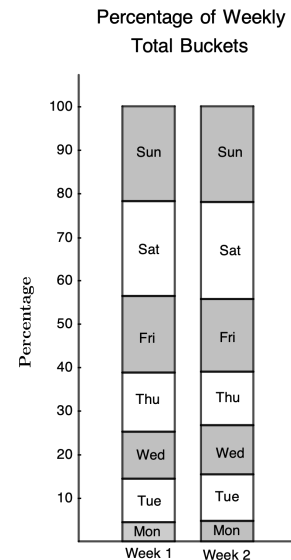 Percentage of Weekly
Total Buckets
Percentage
100
90
80
70
60
50
40
30
20
10
Sun
Sat
Fri
Thu
Wed
Tue
Mon
Sun
Sat
Fri
Thu
Wed
Tue
Mon
Week 1
Week 2